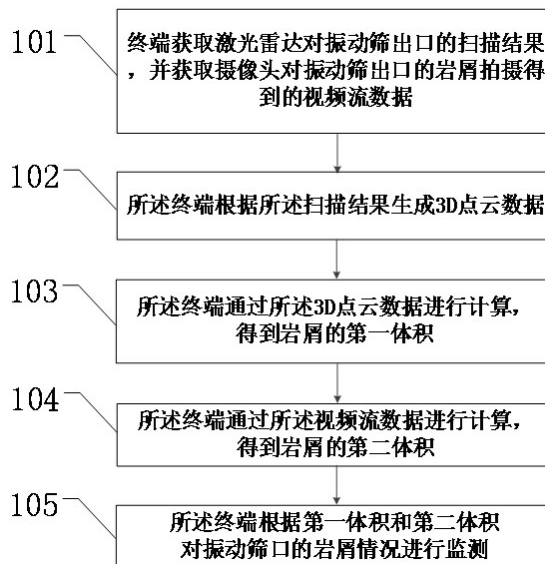 101
终端获取激光雷达对振动筛出口的扫描结果
，并获取摄像头对振动筛出口的岩屑拍摄得
到的视频流数据
102
所述终端根据所述扫描结果生成3D点云数据
103
所述终端通过所述3D点云数据进行计算，
得到岩屑的第一体积
104
所述终端通过所述视频流数据进行计算，
得到岩屑的第二体积
105
所述终端根据第一体积和第二体积
对振动筛口的岩屑情况进行监测